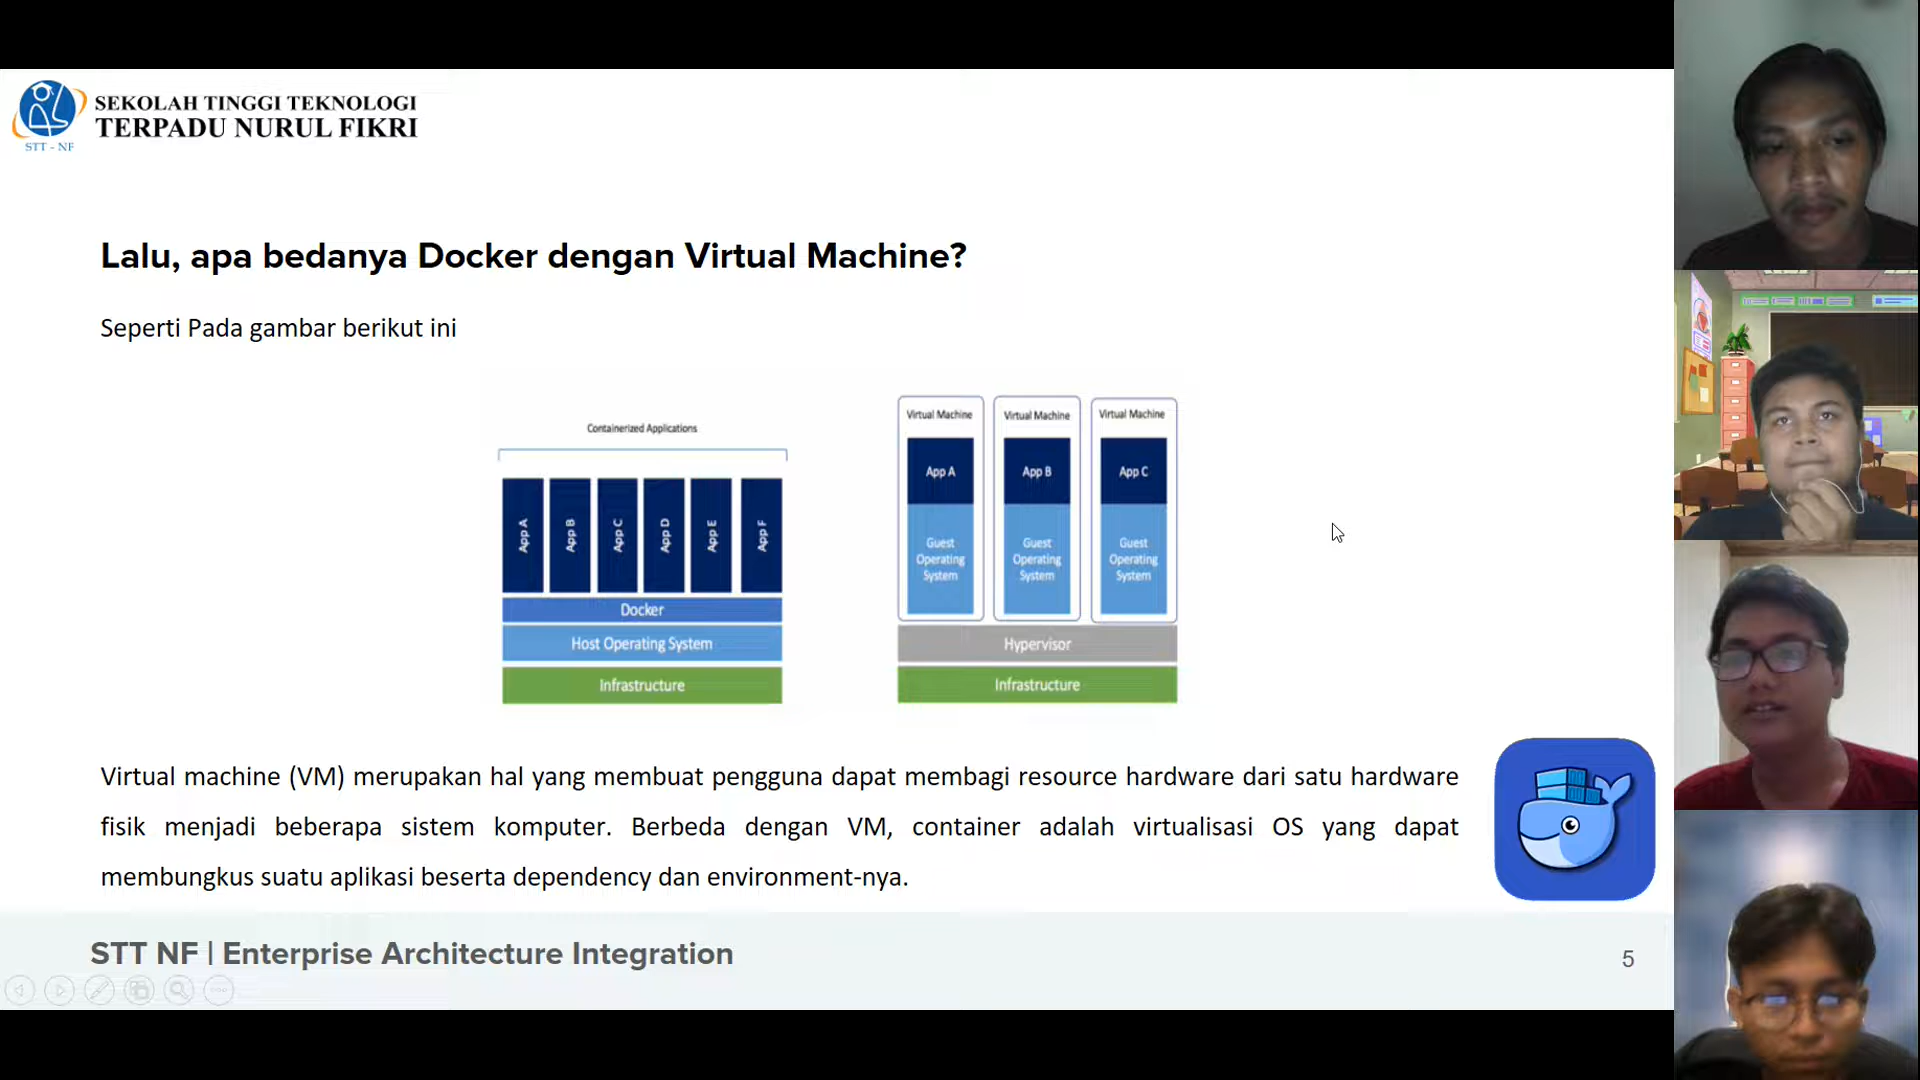 SEKOLAH TINGGI TEKNOLOGI
TERPADU NURUL FIKRI
STT - NF
Lalu, apa bedanya Docker dengan Virtual Machine?
Seperti Pada gambar berikut ini
Containerized Applications
App A
App B
App C
App D
App E
App F
Docker
Host Operating System
Infrastructure
Virtual Machine
Virtual Machine
Virtual Machine
App A
App B
App C
Guest
Operating
System
Guest
Operating
System
Guest
Operating
System
Hypervisor
Infrastructure
Virtual machine (VM) merupakan hal yang membuat pengguna dapat membagi resource hardware dari satu hardware
fisik menjadi beberapa sistem komputer. Berbeda dengan VM, container adalah virtualisasi OS yang dapat
membungkus suatu aplikasi beserta dependency dan environment-nya.
STT NF | Enterprise Architecture Integration
5